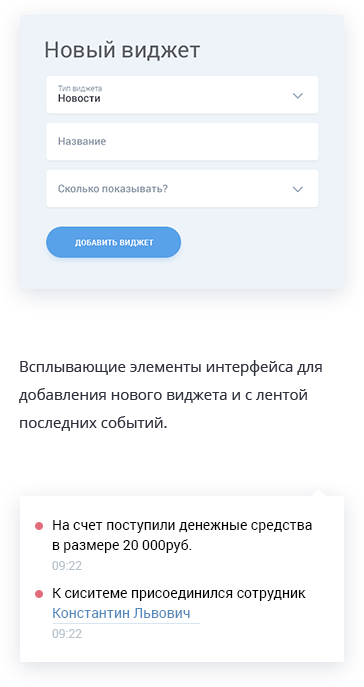 Новый виджет
Тип виджета
Новости
Название
Сколько показывать?
ДОБАВИТЬ ВИДЖЕТ
Всплывающие элементы интерфейса для
добавления нового виджета и с лентой
последних событий.
На счет поступили денежные средства
в размере 20 000руб.
09:22
К сиситеме присоединился сотрудник
Константин Львович
09:22